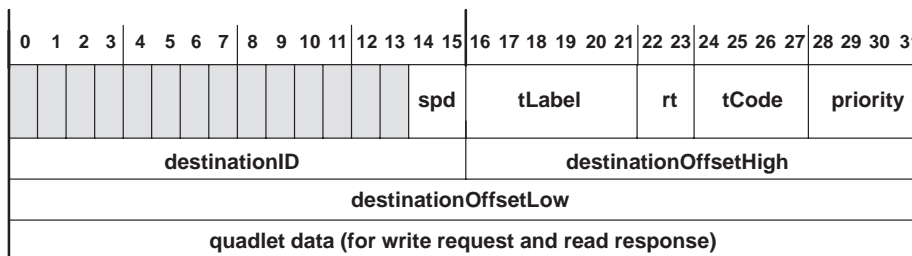 0 1 2 3 4 5 6 7 8 9 10 11 12 13 14 15 16 17 18 19 20 21 22 23 24 25 26 27 28 29 30
spd tLabel rt tCode priority
destinationID destinationOffsetHigh
destinationOffsetLow
quadlet data (for write request and read response)